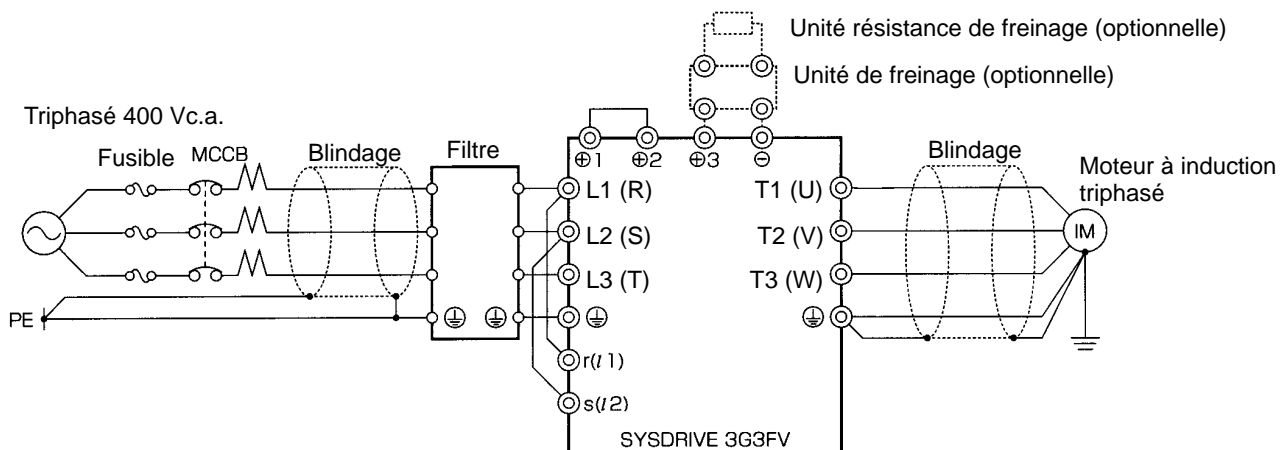 Unité résistance de freinage (optionnelle)
Unité de freinage (optionnelle)
Triphasé 400 Vc.a.
Fusible MCCB Blindage Filtre
⊕1 ⊕2 ⊕3 ⊖
Blindage
Moteur à induction
triphasé
L1 (R) T1 (U)
L2 (S) T2 (V) IM
L3 (T) T3 (W)
PE
r(l1)
s(l2)
SYSDRIVE 3G3FV